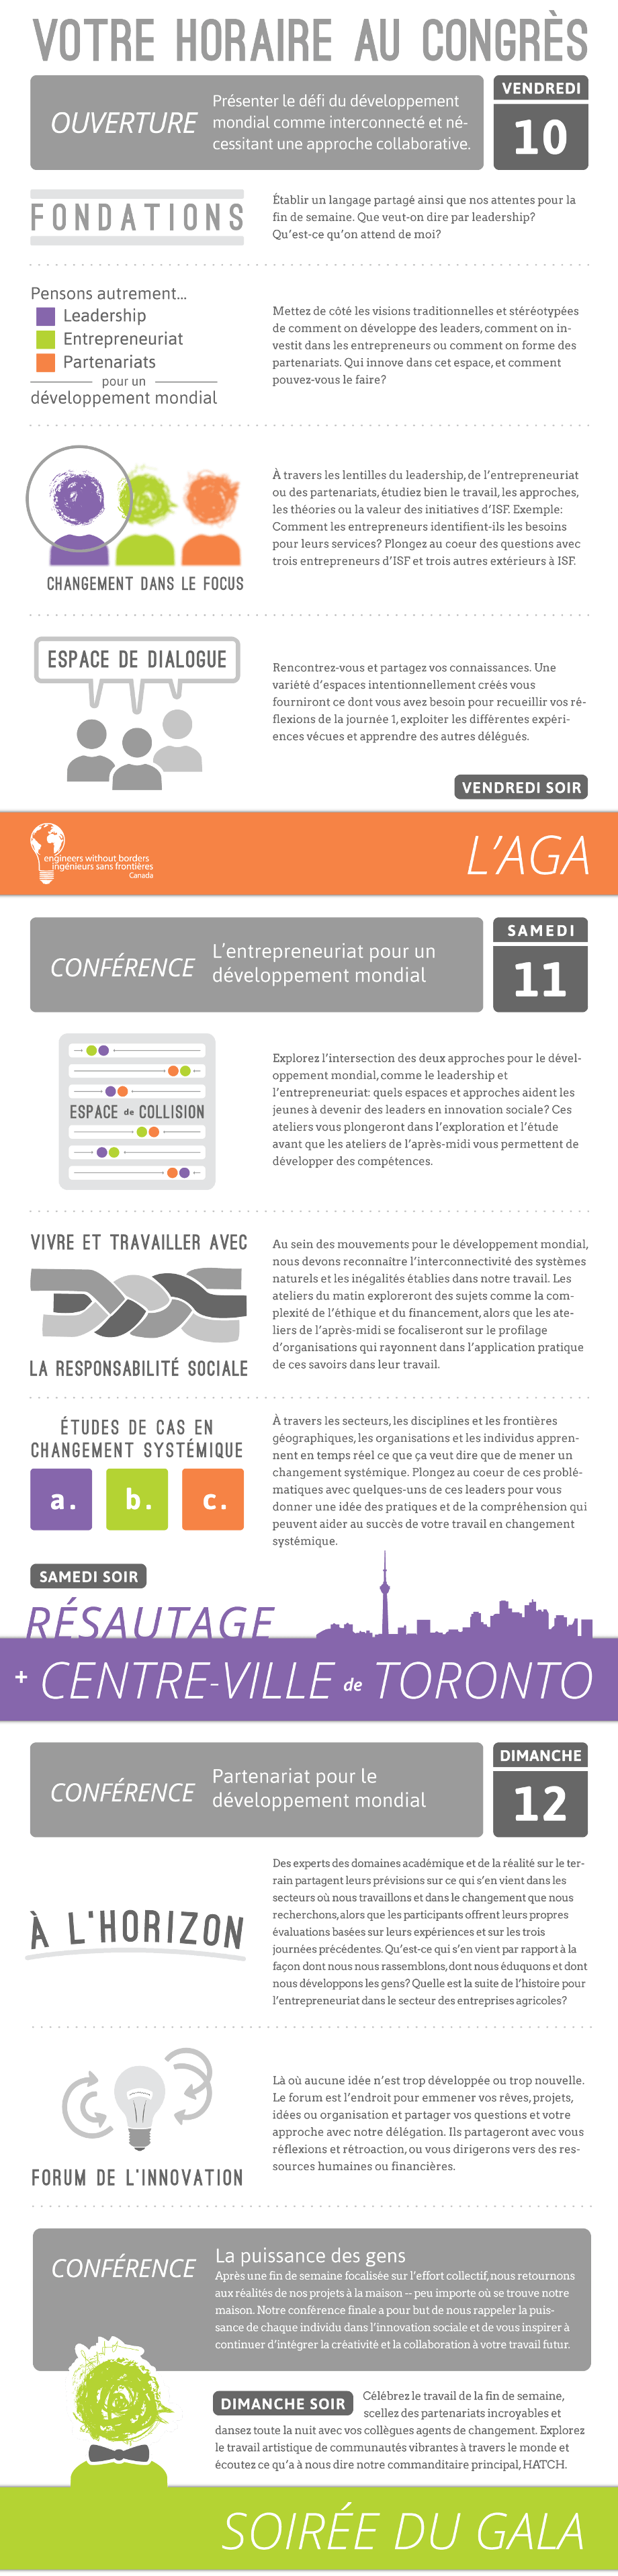 VOTRE HORAIRE AU CONGRÈS
OUVERTURE
Présenter le défi du développement
mondial comme interconnecté et né-
cessitant une approche collaborative.
VENDREDI
10
FONDATIONS
Établir un langage partagé ainsi que nos attentes pour la
fin de semaine. Que veut-on dire par leadership?
Qu'est-ce qu'on attend de moi?
Pensons autrement...
Leadership
Entrepreneuriat
Partenariats
pour un
développement mondial
Mettez de côté les visions traditionnelles et stéréotypées
de comment on développe des leaders, comment on in-
vestit dans les entrepreneurs ou comment on forme des
partenariats. Qui innove dans cet espace, et comment
pouvez-vous le faire?
CHANGEMENT DANS LE FOCUS
À travers les lentilles du leadership, de l'entrepreneuriat
ou des partenariats, étudiez bien le travail, les approches,
les théories ou la valeur des initiatives d'ISF. Exemple:
Comment les entrepreneurs identifient-ils les besoins
pour leurs services? Plongez au coeur des questions avec
trois entrepreneurs d'ISF et trois autres extérieurs à ISF.
ESPACE DE DIALOGUE
Rencontrez-vous et partagez vos connaissances. Une
variété d'espaces intentionnellement créés vous
fourniront ce dont vous avez besoin pour recueillir vos ré-
flexions de la journée 1, exploiter les différentes expéri-
ences vécues et apprendre des autres délégués.
VENDREDI SOIR
engineers without borders
ingénieurs sans frontières
Canada
L'AGA
CONFÉRENCE
L'entrepreneuriat pour un
développement mondial
SAMEDI
11
ESPACE de COLLISION
Explorez l'intersection des deux approches pour le dével-
oppement mondial, comme le leadership et
l'entrepreneuriat: quels espaces et approches aident les
jeunes à devenir des leaders en innovation sociale? Ces
ateliers vous plongeront dans l'exploration et l'étude
avant que les ateliers de l'après-midi vous permettent de
développer des compétences.
VIVRE ET TRAVAILLER AVEC
LA RESPONSABILITÉ SOCIALE
Au sein des mouvements pour le développement mondial,
nous devons reconnaître l'interconnectivité des systèmes
naturels et les inégalités établies dans notre travail. Les
ateliers du matin exploreront des sujets comme la com-
plexité de l'éthique et du financement, alors que les ate-
liers de l'après-midi se focaliseront sur le profilage
d'organisations qui rayonnent dans l'application pratique
de ces savoirs dans leur travail.
ÉTUDES DE CAS EN
CHANGEMENT SYSTÉMIQUE
a. b. c.
À travers les secteurs, les disciplines et les frontières
géographiques, les organisations et les individus appren-
nent en temps réel ce que ça veut dire que de mener un
changement systémique. Plongez au coeur de ces problé-
matiques avec quelques-uns de ces leaders pour vous
donner une idée des pratiques et de la compréhension qui
peuvent aider au succès de votre travail en changement
systémique.
SAMEDI SOIR
RÉSAUTAGE
+ CENTRE-VILLE de TORONTO
CONFÉRENCE
Partenariat pour le
développement mondial
DIMANCHE
12
À L'HORIZON
Des experts des domaines académique et de la réalité sur le ter-
rain partagent leurs prévisions sur ce qui s'en vient dans les
secteurs où nous travaillons et dans le changement que nous
recherchons, alors que les participants offrent leurs propres
évaluations basées sur leurs expériences et sur les trois
journées précédentes. Qu'est-ce qui s'en vient par rapport à la
façon dont nous nous rassemblons, dont nous éduquons et dont
nous développons les gens? Quelle est la suite de l'histoire pour
l'entrepreneuriat dans le secteur des entreprises agricoles?
FORUM DE L'INNOVATION
Là où aucune idée n'est trop développée ou trop nouvelle.
Le forum est l'endroit pour emmener vos rêves, projets,
idées ou organisation et partager vos questions et votre
approche avec notre délégation. Ils partageront avec vous
réflexions et rétroaction, ou vous dirigerons vers des res-
sources humaines ou financières.
CONFÉRENCE
La puissance des gens
Après une fin de semaine focalisée sur l'effort collectif, nous retournons
aux réalités de nos projets à la maison -- peu importe où se trouve notre
maison. Notre conférence finale a pour but de nous rappeler la puis-
sance de chaque individu dans l'innovation sociale et de vous inspirer à
continuer d'intégrer la créativité et la collaboration à votre travail futur.
DIMANCHE SOIR
Célébrez le travail de la fin de semaine,
scellez des partenariats incroyables et
dansez toute la nuit avec vos collègues agents de changement. Explorez
le travail artistique de communautés vibrantes à travers le monde et
écoutez ce qu'a à nous dire notre commanditaire principal, HATCH.
SOIRÉE DU GALA